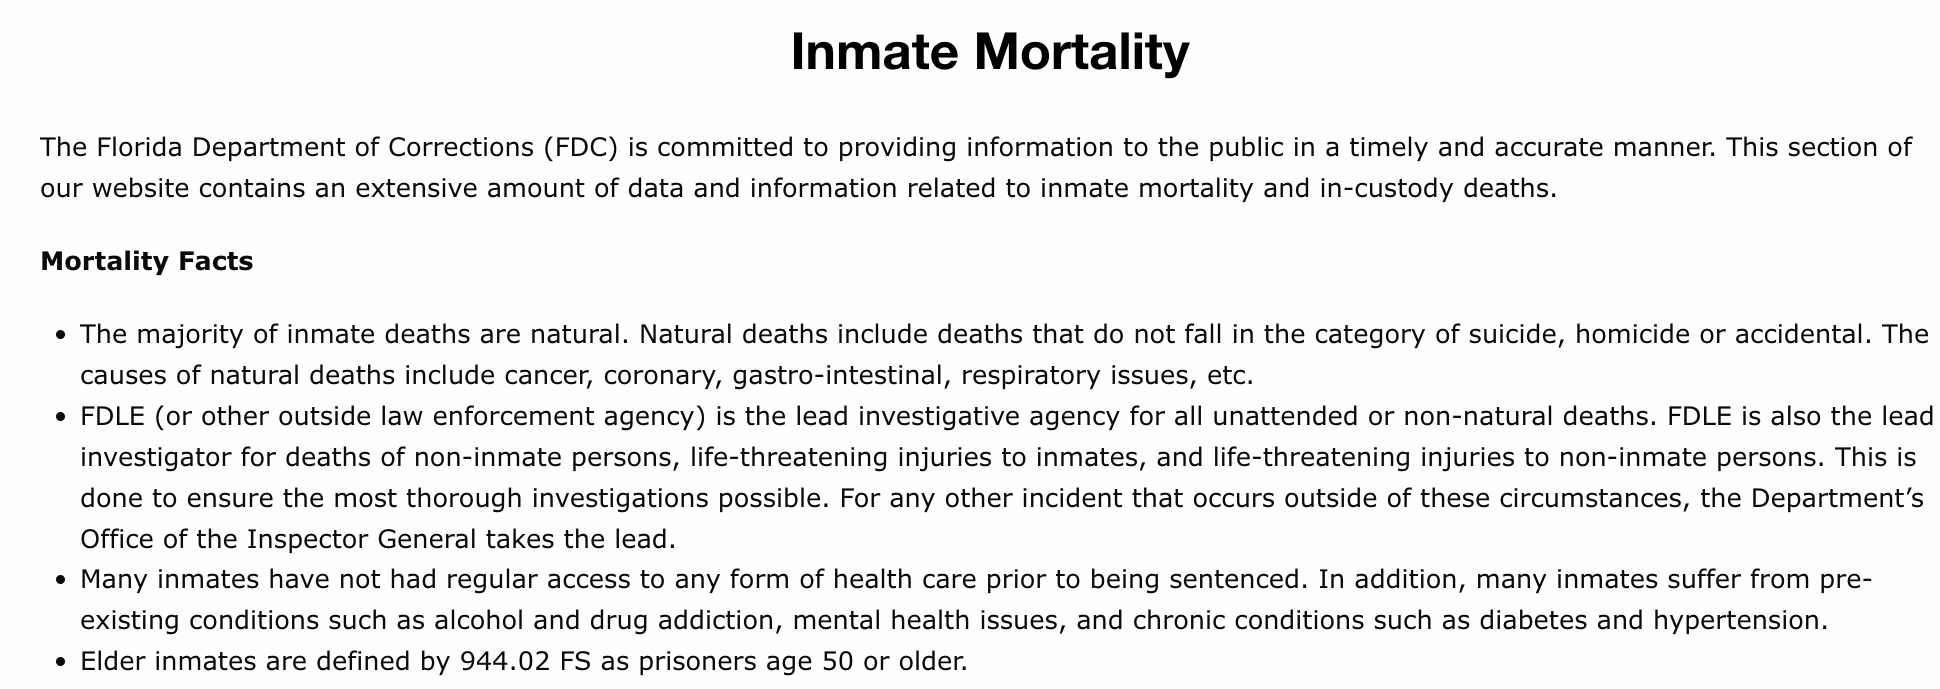 Inmate Mortality
The Florida Department of Corrections (FDC) is committed to providing information to the public in a timely and accurate manner. This section of
our website contains an extensive amount of data and information related to inmate mortality and in-custody deaths.
Mortality Facts
• The majority of inmate deaths are natural. Natural deaths include deaths that do not fall in the category of suicide, homicide or accidental. The
causes of natural deaths include cancer, coronary, gastro-intestinal, respiratory issues, etc.
• FDLE (or other outside law enforcement agency) is the lead investigative agency for all unattended or non-natural deaths. FDLE is also the lead
investigator for deaths of non-inmate persons, life-threatening injuries to inmates, and life-threatening injuries to non-inmate persons. This is
done to ensure the most thorough investigations possible. For any other incident that occurs outside of these circumstances, the Department’s
Office of the Inspector General takes the lead.
• Many inmates have not had regular access to any form of health care prior to being sentenced. In addition, many inmates suffer from pre-
existing conditions such as alcohol and drug addiction, mental health issues, and chronic conditions such as diabetes and hypertension.
• Elder inmates are defined by 944.02 FS as prisoners age 50 or older.